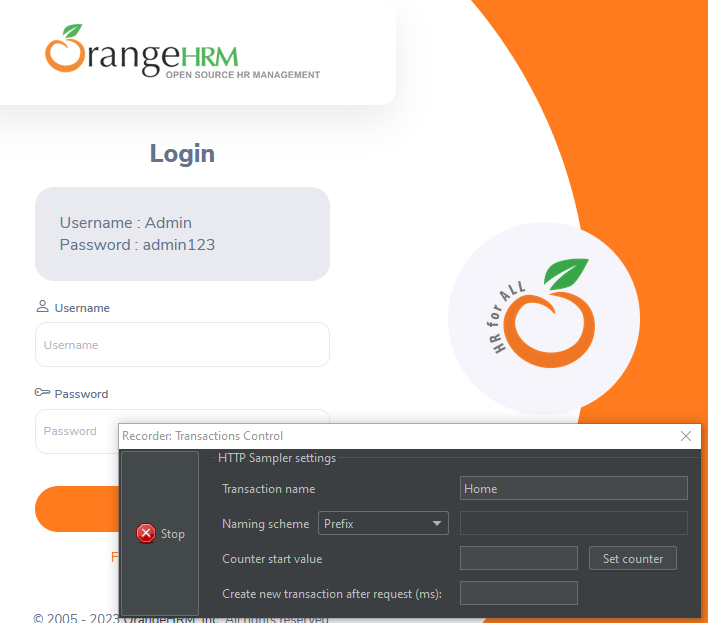 OrangeHRM
OPEN SOURCE HR MANAGEMENT
Login
Username : Admin
Password : admin123
Username
Username
Password
Password
HR for ALL
Recorder: Transactions Control
HTTP Sampler settings
Transaction name
Home
Stop
Naming scheme
Prefix
Counter start value
Set counter
Create new transaction after request (ms):
F
© 2005 - 2023 OrangeHRM, Inc. All rights reserved